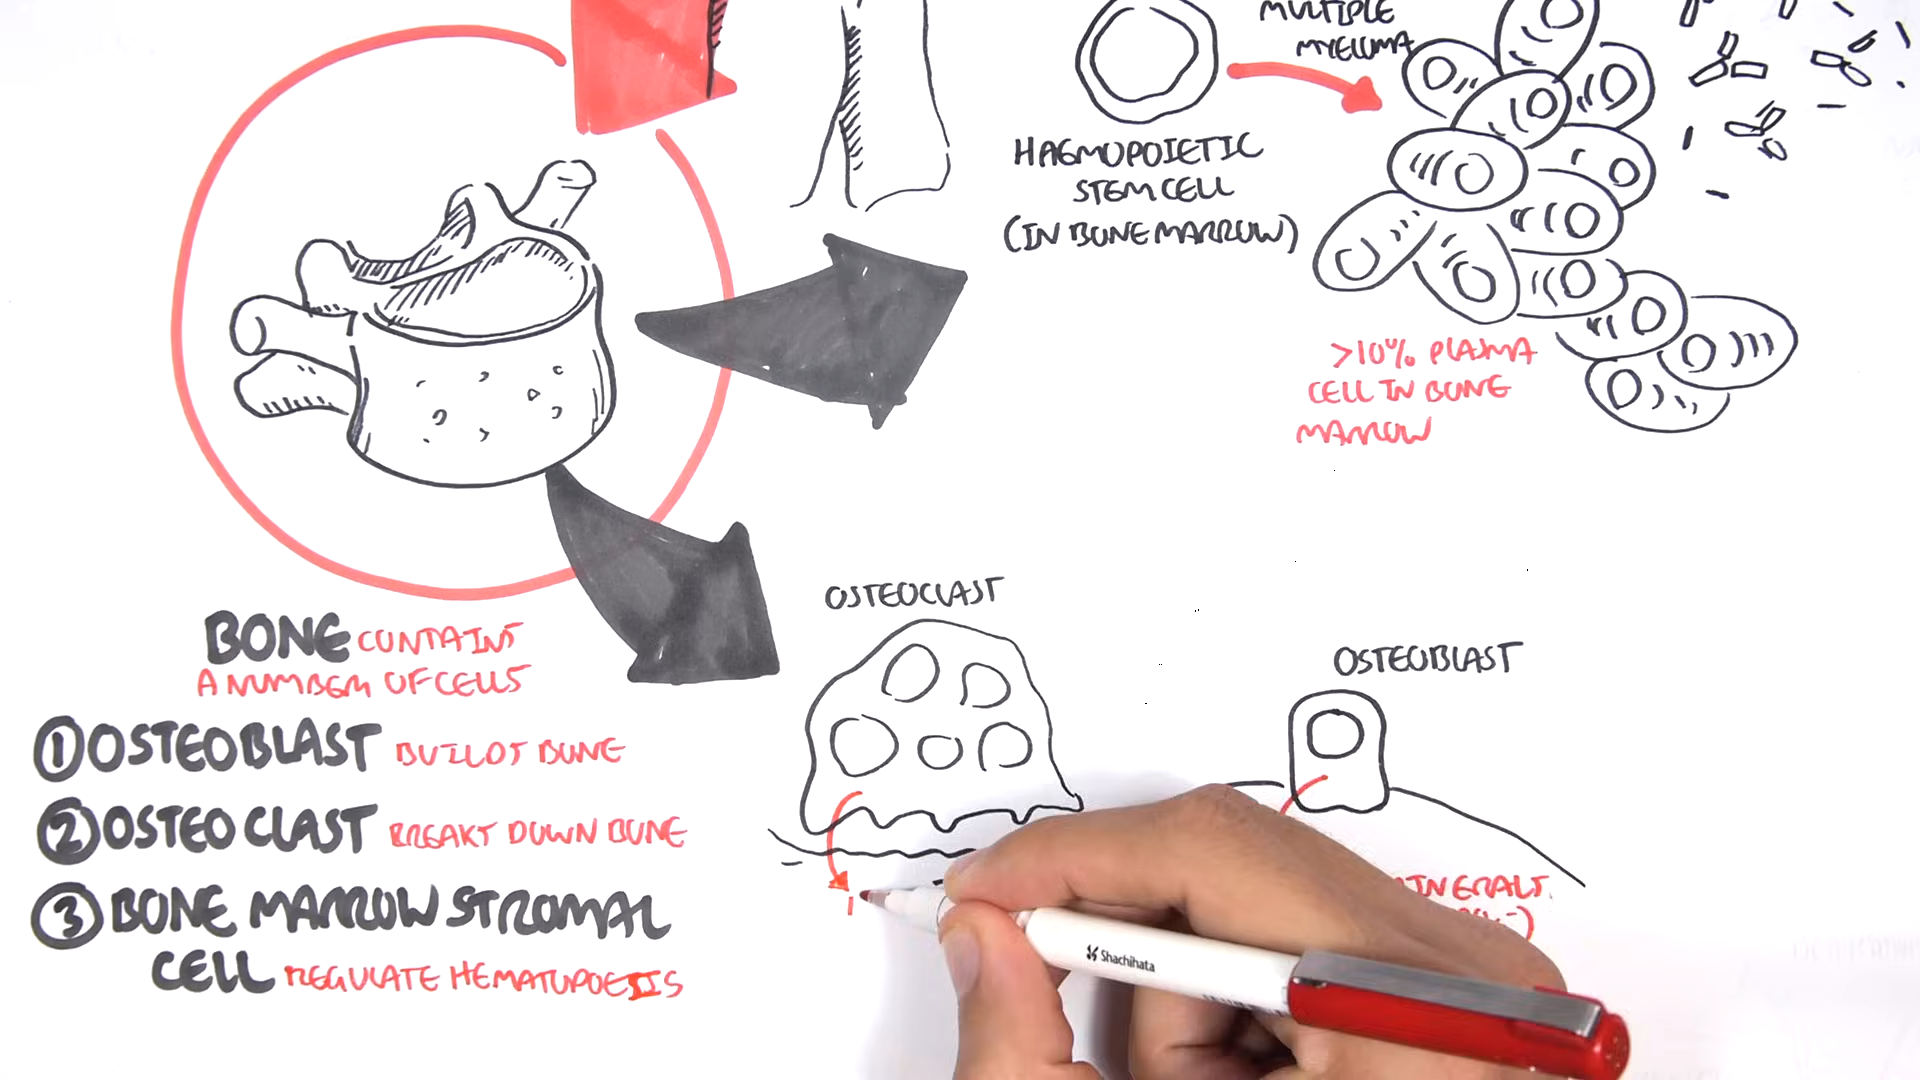 MULTIPLE
MYELOMA
HAEMOPOIETIC
STEM CELL
(IN BONE MARROW)
>10% PLASMA
CELL IN BONE
MARROW
BONE CONTAINS
A NUMBER OF CELLS
① OSTEOBLAST BUILDS BONE
② OSTEOCLAST BREAKS DOWN BONE
③ BONE MARROW STROMAL
CELL REGULATE HEMATOPOESIS
OSTEOCLAST
OSTEOBLAST
Shachihata